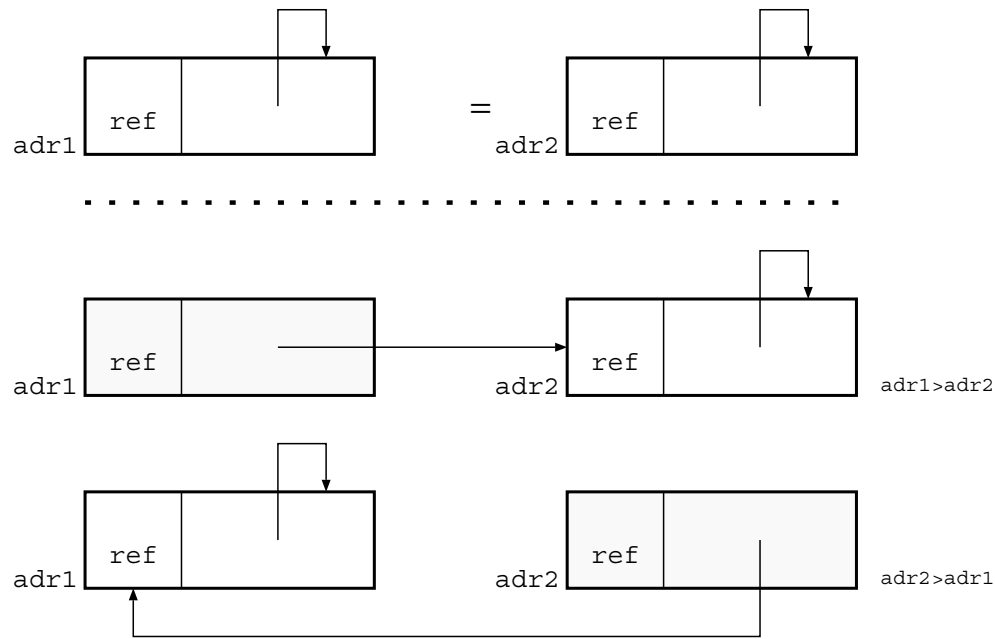 ref = ref
adr1 adr2
ref ref
adr1 adr2 adr1>adr2
ref ref
adr1 adr2 adr2>adr1